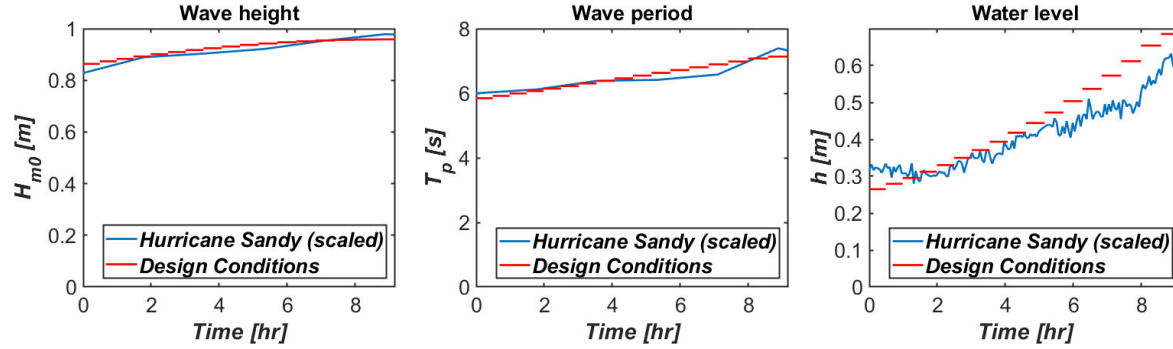 Wave height
H_m0 [m]
1
0.8
0.6
0.4
0.2
0
Hurricane Sandy (scaled)
Design Conditions
0 2 4 6 8
Time [hr]
Wave period
T_p [s]
8
6
4
2
0
Hurricane Sandy (scaled)
Design Conditions
0 2 4 6 8
Time [hr]
Water level
h [m]
0.6
0.5
0.4
0.3
0.2
0.1
0
Hurricane Sandy (scaled)
Design Conditions
0 2 4 6 8
Time [hr]